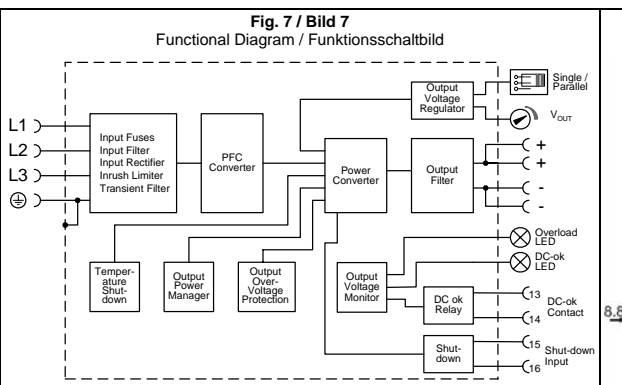 Fig. 7 / Bild 7
Functional Diagram / Funktionsschaltbild
Output
Voltage
Regulator
Single /
Parallel
VOUT
L1
L2
L3
Input Fuses
Input Filter
Input Rectifier
Inrush Limiter
Transient Filter
PFC
Converter
Power
Converter
Output
Filter
+
+
-
-
Temper-
ature
Shut-
down
Output
Power
Manager
Output
Over-
Voltage
Protection
Output
Voltage
Monitor
Overload
LED
DC-ok
LED
DC ok
Relay
13
14
DC-ok
Contact
Shut-
down
15
16
Shut-down
Input
8.8